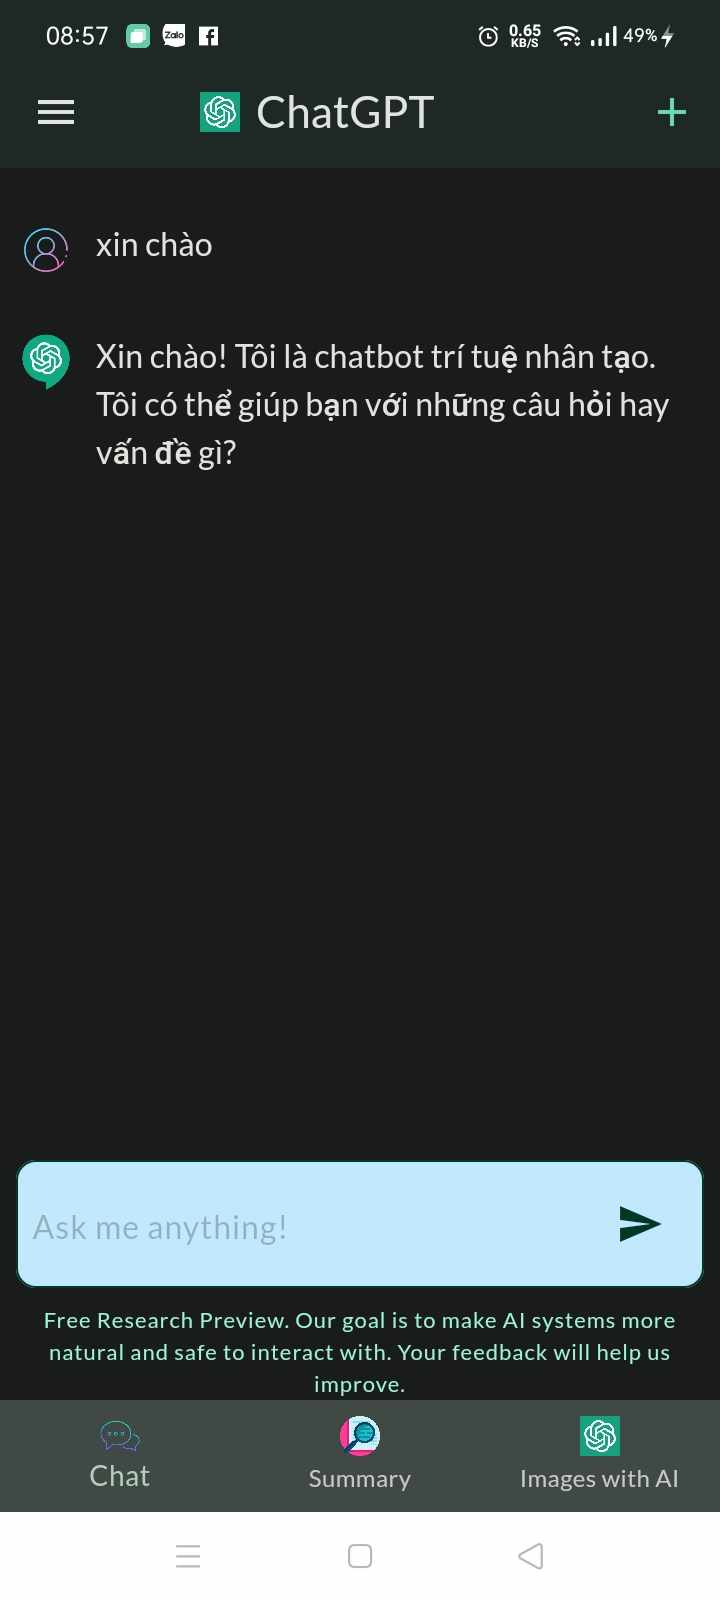 08:57 Zalo 0.65 KB/S 49%
ChatGPT
xin chào
Xin chào! Tôi là chatbot trí tuệ nhân tạo.
Tôi có thể giúp bạn với những câu hỏi hay
vấn đề gì?
Ask me anything!
Free Research Preview. Our goal is to make AI systems more
natural and safe to interact with. Your feedback will help us
improve.
Chat Summary Images with AI